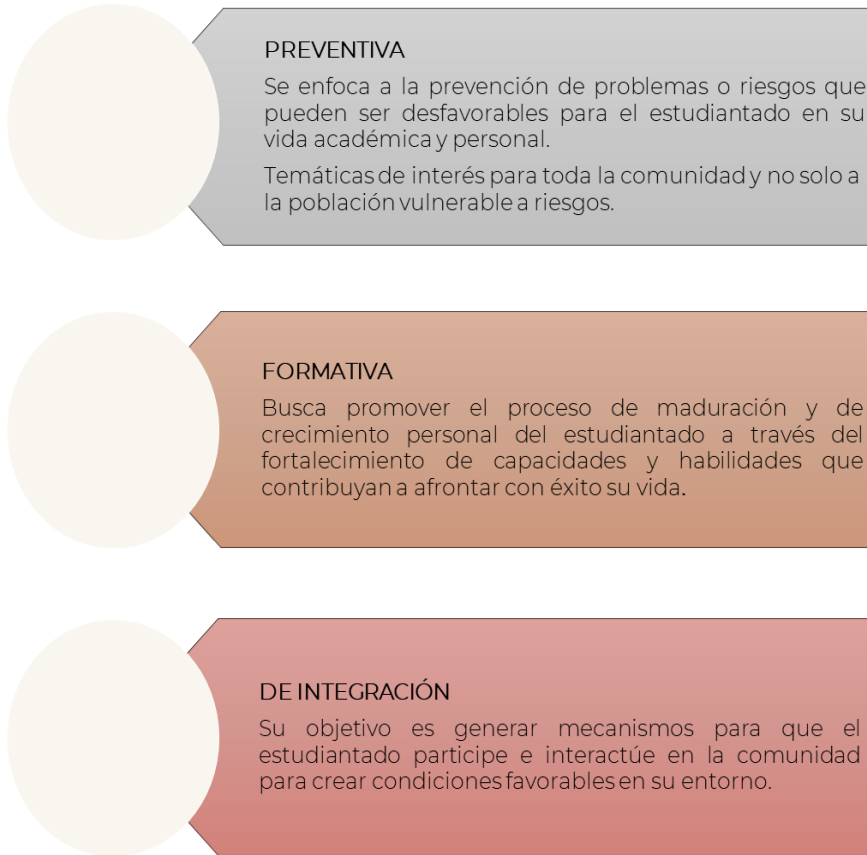 PREVENTIVA
Se enfoca a la prevención de problemas o riesgos que
pueden ser desfavorables para el estudiantado en su
vida académica y personal.
Temáticas de interés para toda la comunidad y no solo a
la población vulnerable a riesgos.
FORMATIVA
Busca promover el proceso de maduración y de
crecimiento personal del estudiantado a través del
fortalecimiento de capacidades y habilidades que
contribuyan a afrontar con éxito su vida.
DE INTEGRACIÓN
Su objetivo es generar mecanismos para que el
estudiantado participe e interactúe en la comunidad
para crear condiciones favorables en su entorno.